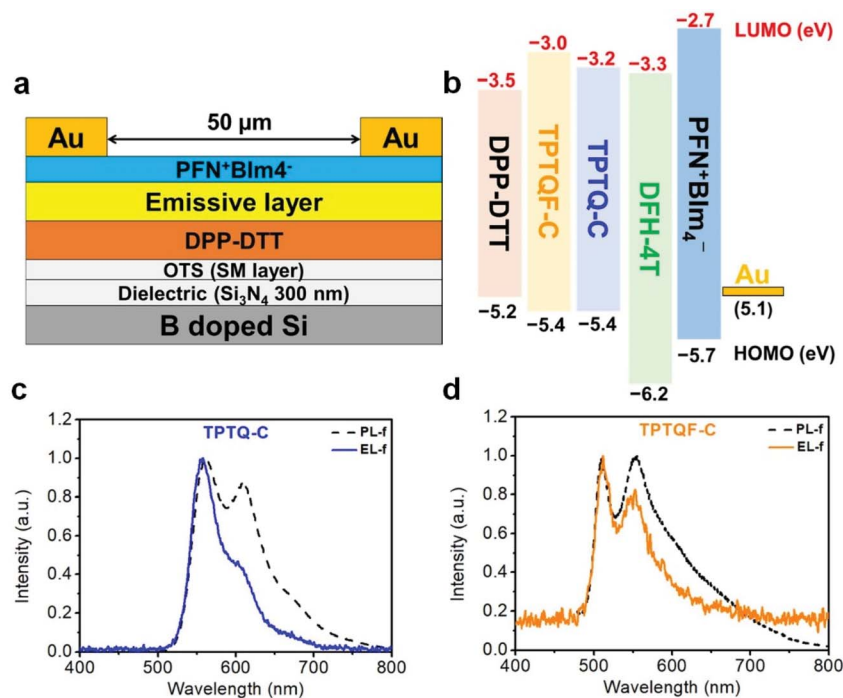 a
Au
50 μm
Au
PFN⁺BIm4⁻
Emissive layer
DPP-DTT
OTS (SM layer)
Dielectric (Si₃N₄ 300 nm)
B doped Si
b
LUMO (eV)
−3.5
−3.0
−3.2
−3.3
−2.7
DPP-DTT
TPTQF-C
TPTQ-C
DFH-4T
PFN⁺BIm₄⁻
Au
(5.1)
−5.2
−5.4
−5.4
−6.2
−5.7
HOMO (eV)
c
TPTQ-C
PL-f
EL-f
Intensity (a.u.)
1.2
1.0
0.8
0.6
0.4
0.2
0.0
400 500 600 700 800
Wavelength (nm)
d
TPTQF-C
PL-f
EL-f
Intensity (a.u.)
1.2
1.0
0.8
0.6
0.4
0.2
0.0
400 500 600 700 800
Wavelength (nm)